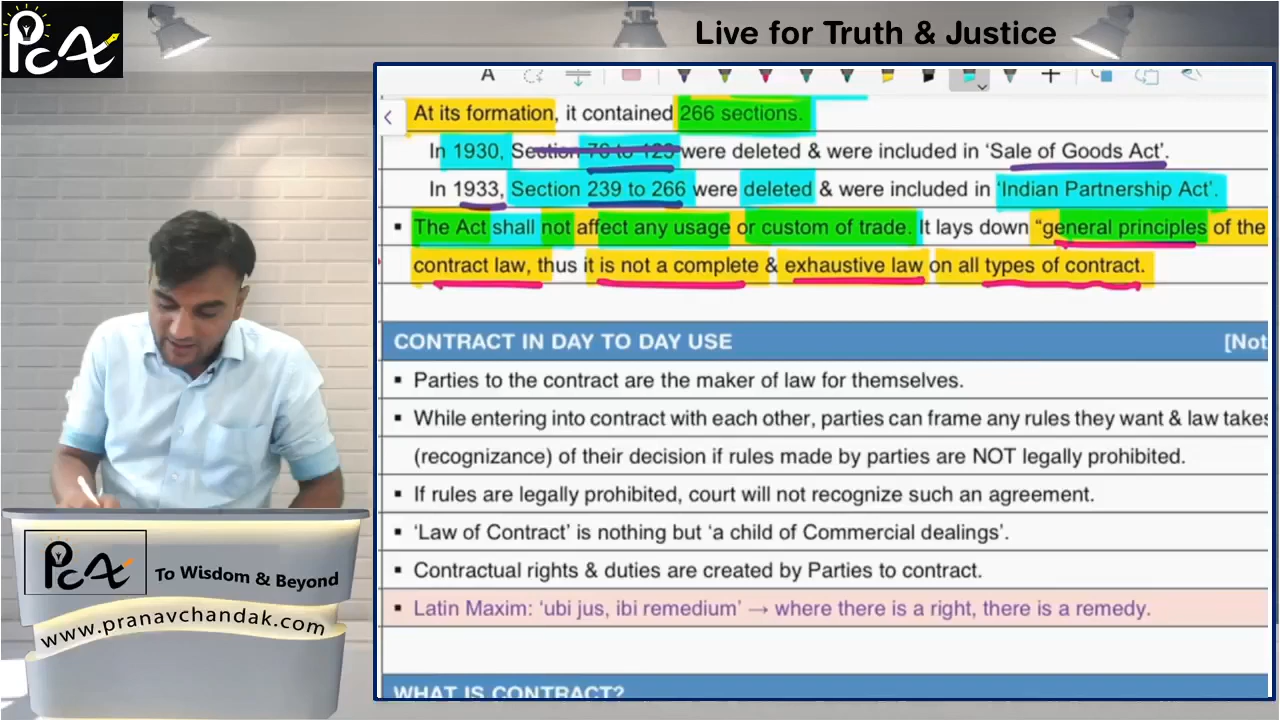 PCA
Live for Truth & Justice
A
At its formation, it contained 266 sections.
In 1930, Section 76 to 123 were deleted & were included in ‘Sale of Goods Act’.
In 1933, Section 239 to 266 were deleted & were included in ‘Indian Partnership Act’.
▪ The Act shall not affect any usage or custom of trade. It lays down “general principles of the
contract law, thus it is not a complete & exhaustive law on all types of contract.
CONTRACT IN DAY TO DAY USE [Not
▪ Parties to the contract are the maker of law for themselves.
▪ While entering into contract with each other, parties can frame any rules they want & law takes
(recognizance) of their decision if rules made by parties are NOT legally prohibited.
▪ If rules are legally prohibited, court will not recognize such an agreement.
▪ ‘Law of Contract’ is nothing but ‘a child of Commercial dealings’.
▪ Contractual rights & duties are created by Parties to contract.
▪ Latin Maxim: ‘ubi jus, ibi remedium’ → where there is a right, there is a remedy.
WHAT IS CONTRACT?
PCA To Wisdom & Beyond
www.pranavchandak.com